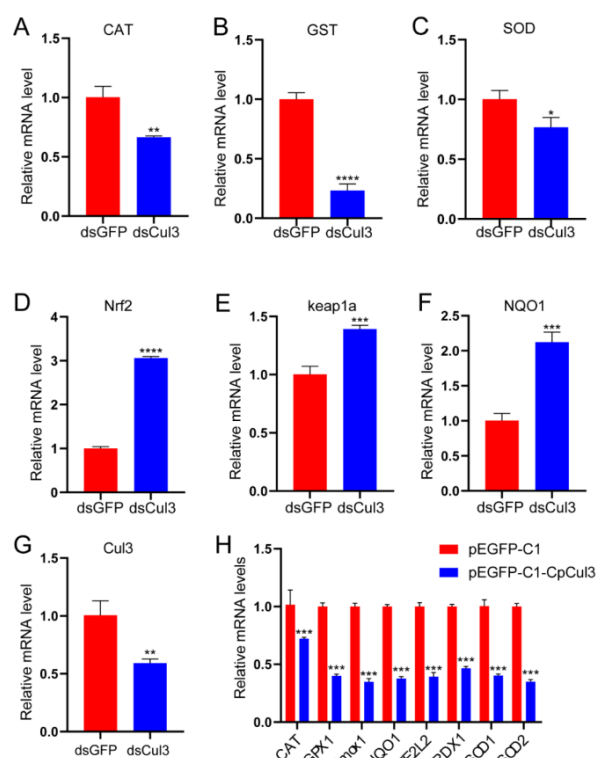 A
CAT
Relative mRNA level
1.5
1.0
0.5
0.0
**
dsGFP dsCul3
B
GST
Relative mRNA level
1.5
1.0
0.5
0.0
****
dsGFP dsCul3
C
SOD
Relative mRNA level
1.5
1.0
0.5
0.0
*
dsGFP dsCul3
D
Nrf2
Relative mRNA level
4
3
2
1
0
****
dsGFP dsCul3
E
keap1a
Relative mRNA level
1.5
1.0
0.5
0.0
***
dsGFP dsCul3
F
NQO1
Relative mRNA level
2.5
2.0
1.5
1.0
0.5
0.0
***
dsGFP dsCul3
G
Cul3
Relative mRNA level
1.5
1.0
0.5
0.0
**
dsGFP dsCul3
H
pEGFP-C1
pEGFP-C1-CpCul3
Relative mRNA levels
1.5
1.0
0.5
0.0
*** *** *** *** *** *** *** ***
CAT